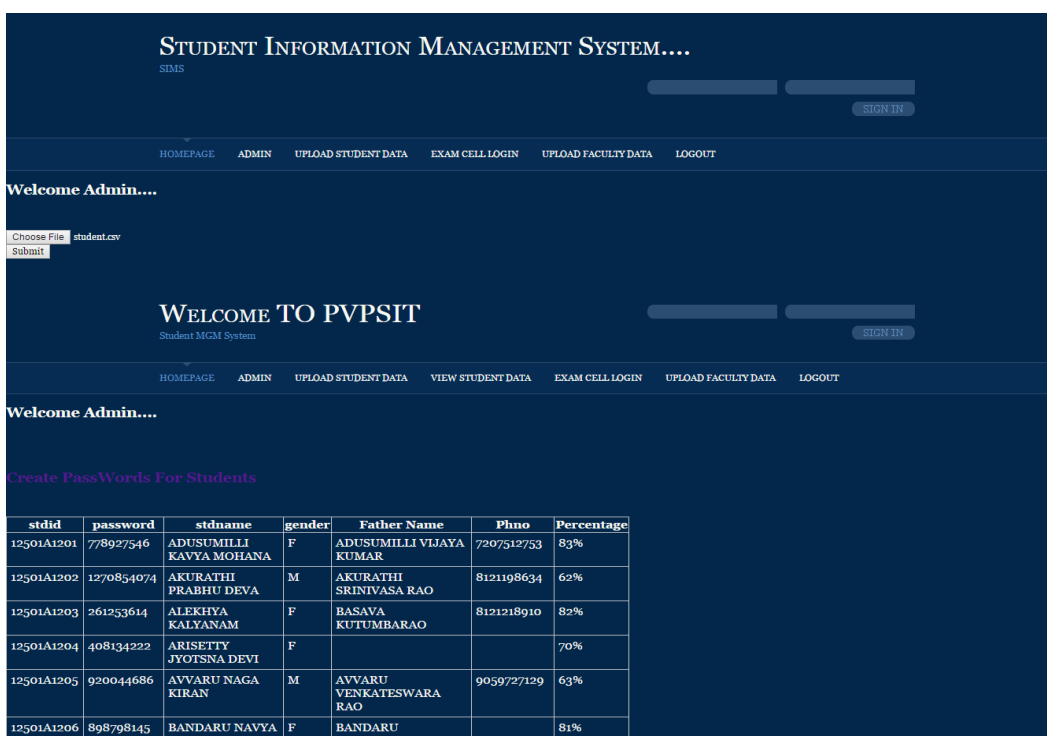 Student Information Management System....
SIMS
SIGN IN
HOMEPAGE ADMIN UPLOAD STUDENT DATA EXAM CELL LOGIN UPLOAD FACULTY DATA LOGOUT
Welcome Admin....
Choose File student.csv
Submit
Welcome TO PVPSIT
Student MGM System
SIGN IN
HOMEPAGE ADMIN UPLOAD STUDENT DATA VIEW STUDENT DATA EXAM CELL LOGIN UPLOAD FACULTY DATA LOGOUT
Welcome Admin....
Create PassWords For Students
stdid password stdname gender Father Name Phno Percentage
12501A1201 778927546 ADUSUMILLI F ADUSUMILLI VIJAYA 7207512753 83%
KAVYA MOHANA KUMAR
12501A1202 1270854074 AKURATHI M AKURATHI 8121198634 62%
PRABHU DEVA SRINIVASA RAO
12501A1203 261253614 ALEKHYA F BASAVA 8121218910 82%
KALYANAM KUTUMBARAO
12501A1204 408134222 ARISETTY F 70%
JYOTSNA DEVI
12501A1205 920044686 AVVARU NAGA M AVVARU 9059727129 63%
KIRAN VENKATESWARA
RAO
12501A1206 898798145 BANDARU NAVYA F BANDARU 81%